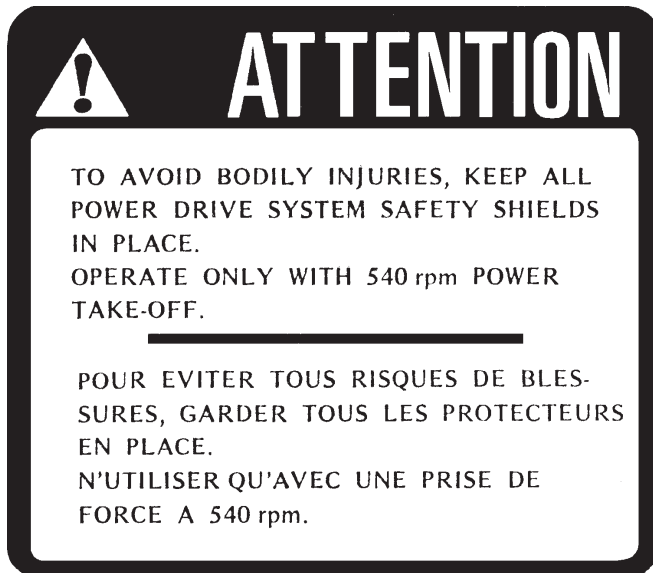 ATTENTION
TO AVOID BODILY INJURIES, KEEP ALL
POWER DRIVE SYSTEM SAFETY SHIELDS
IN PLACE.
OPERATE ONLY WITH 540 rpm POWER
TAKE-OFF.
POUR EVITER TOUS RISQUES DE BLES-
SURES, GARDER TOUS LES PROTECTEURS
EN PLACE.
N'UTILISER QU'AVEC UNE PRISE DE
FORCE A 540 rpm.